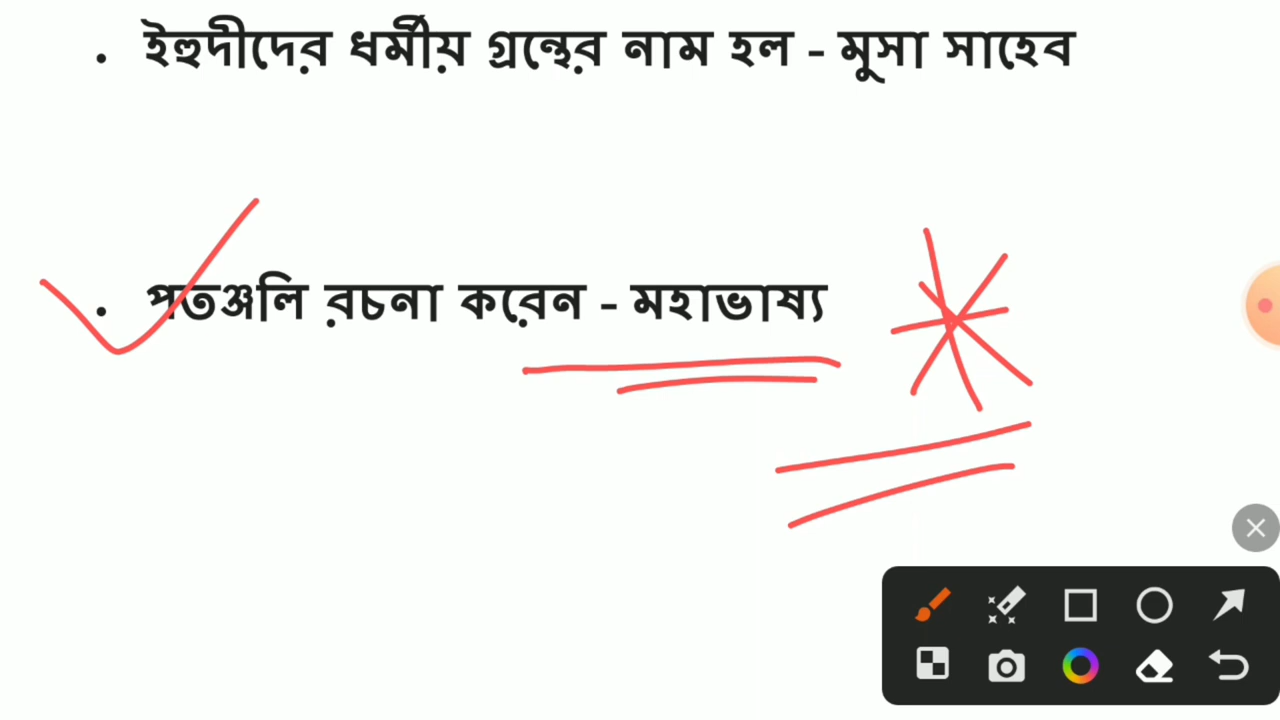 . ইহুদীদের ধর্মীয় গ্রন্থের নাম হল - মুসা সাহেব
. পতঞ্জলি রচনা করেন - মহাভাষ্য